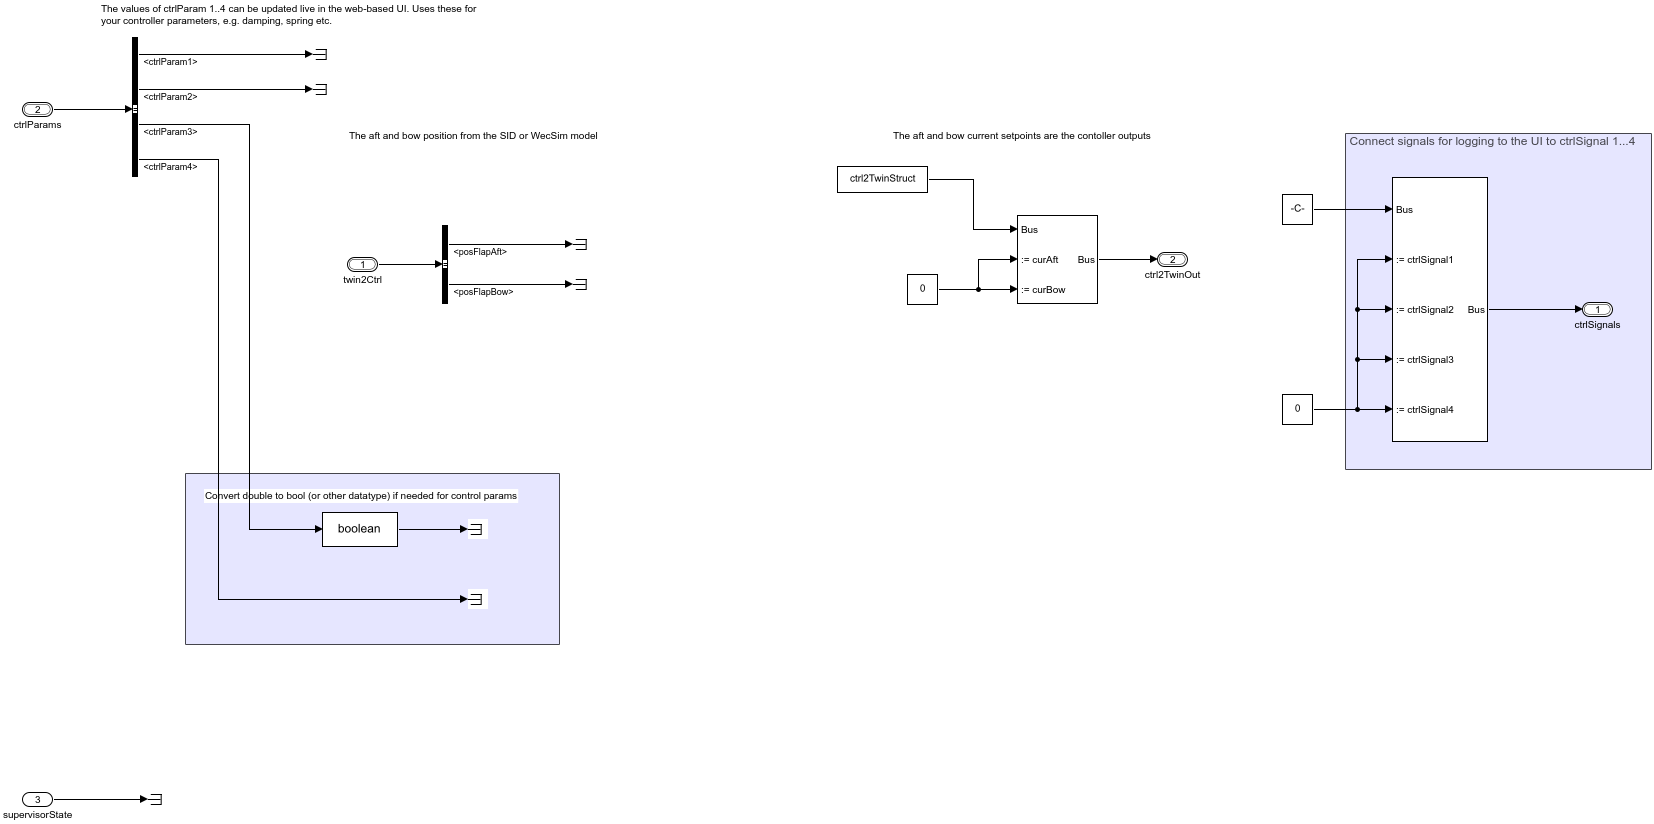 The values of ctrlParam 1..4 can be updated live in the web-based UI. Uses these for
your controller parameters, e.g. damping, spring etc.
<ctrlParam1>
<ctrlParam2>
2
ctrlParams
<ctrlParam3>
<ctrlParam4>
The aft and bow position from the SID or WecSim model
1
twin2Ctrl
<posFlapAft>
<posFlapBow>
Convert double to bool (or other datatype) if needed for control params
boolean
3
supervisorState
The aft and bow current setpoints are the contoller outputs
ctrl2TwinStruct
0
Bus
:= curAft
:= curBow
Bus
2
ctrl2TwinOut
Connect signals for logging to the UI to ctrlSignal 1...4
-C-
0
Bus
:= ctrlSignal1
:= ctrlSignal2
:= ctrlSignal3
:= ctrlSignal4
Bus
1
ctrlSignals